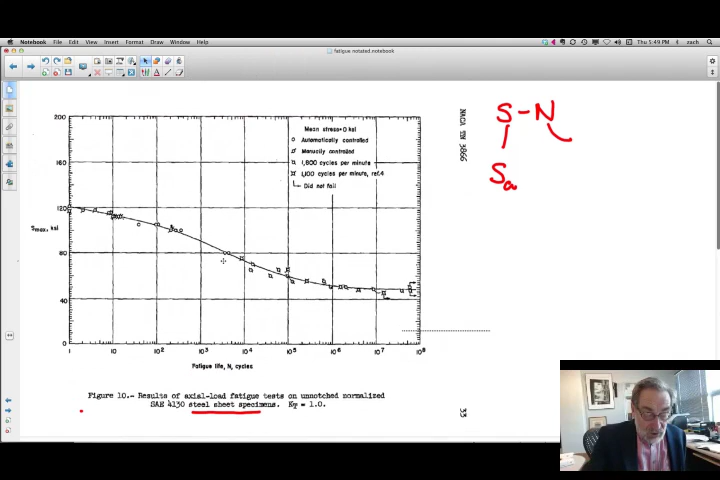 Notebook File Edit View Insert Format Draw Window Help
Thu 5:49 PM zach
fatigue notated.notebook
S-N
Sa
NACA TN 3866
Mean stress=0 ksi
Automatically controlled
Manually controlled
1,800 cycles per minute
1,100 cycles per minute, ref.4
Did not fail
200
160
120
Smax, ksi
80
40
0
1 10 10² 10³ 10⁴ 10⁵ 10⁶ 10⁷ 10⁸
Fatigue life, N, cycles
Figure 10.- Results of axial-load fatigue tests on unnotched normalized
SAE 4130 steel sheet specimens. KT = 1.0.
33